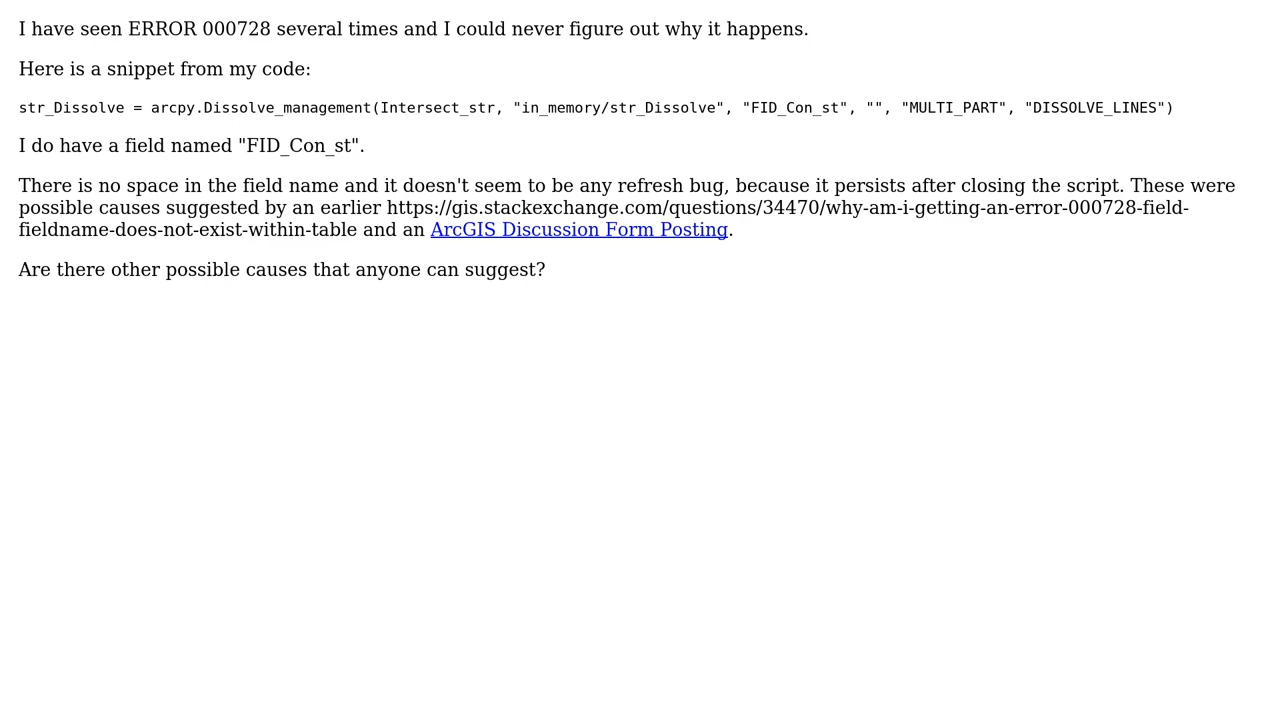 I have seen ERROR 000728 several times and I could never figure out why it happens.
Here is a snippet from my code:
str_Dissolve = arcpy.Dissolve_management(Intersect_str, "in_memory/str_Dissolve", "FID_Con_st", "", "MULTI_PART", "DISSOLVE_LINES")
I do have a field named "FID_Con_st".
There is no space in the field name and it doesn't seem to be any refresh bug, because it persists after closing the script. These were
possible causes suggested by an earlier https://gis.stackexchange.com/questions/34470/why-am-i-getting-an-error-000728-field-
fieldname-does-not-exist-within-table and an ArcGIS Discussion Form Posting.
Are there other possible causes that anyone can suggest?